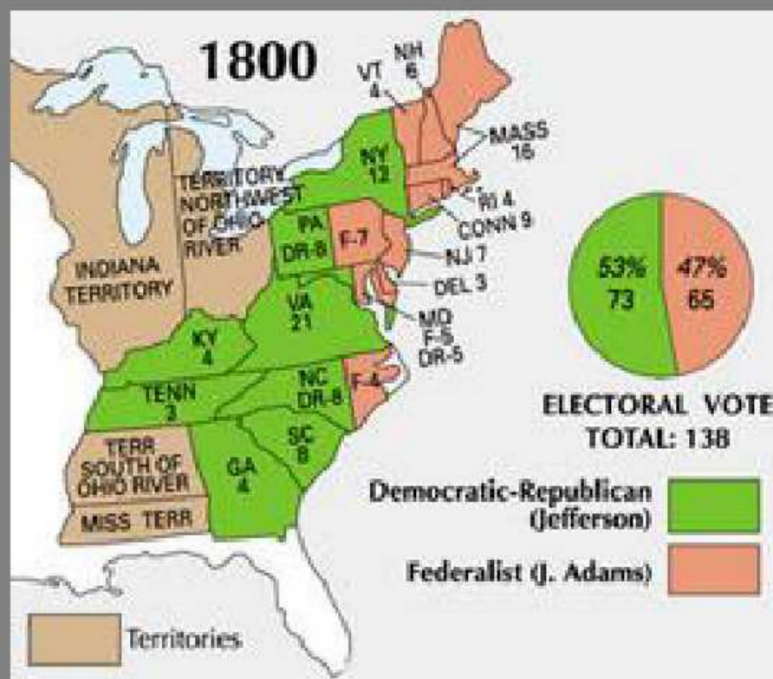 1800
NH
6
VT
4
MASS
16
NY
12
RI 4
CONN 9
TERRITORY
NORTHWEST
OF OHIO
RIVER
PA
DR-8
F-7
NJ 7
DEL 3
INDIANA
TERRITORY
VA
21
MD
F-5
DR-5
KY
4
TENN
3
NC
DR-8
F-4
SC
8
TERR
SOUTH OF
OHIO RIVER
GA
4
MISS TERR
53%
73
47%
65
ELECTORAL VOTE
TOTAL: 138
Democratic-Republican
(Jefferson)
Federalist (J. Adams)
Territories